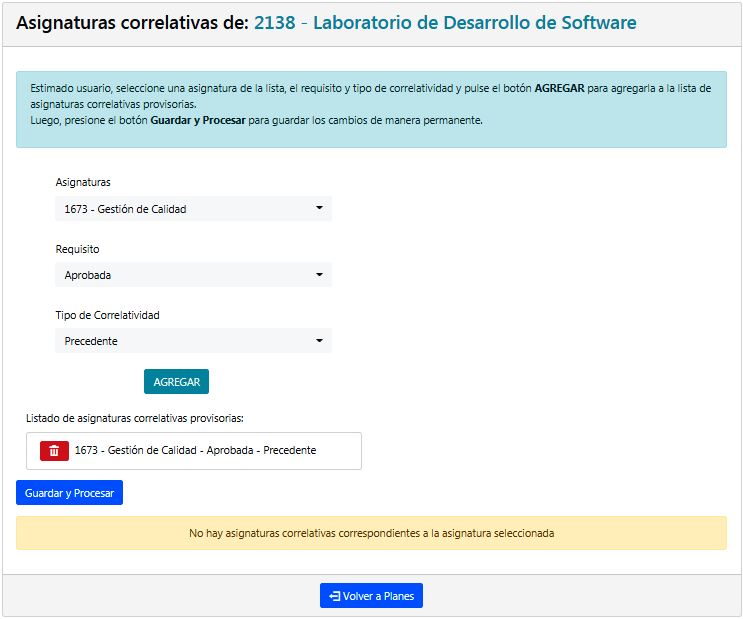 Asignaturas correlativas de: 2138 - Laboratorio de Desarrollo de Software
Estimado usuario, seleccione una asignatura de la lista, el requisito y tipo de correlatividad y pulse el botón AGREGAR para agregarla a la lista de
asignaturas correlativas provisorias.
Luego, presione el botón Guardar y Procesar para guardar los cambios de manera permanente.
Asignaturas
1673 - Gestión de Calidad
Requisito
Aprobada
Tipo de Correlatividad
Precedente
AGREGAR
Listado de asignaturas correlativas provisorias:
1673 - Gestión de Calidad - Aprobada - Precedente
Guardar y Procesar
No hay asignaturas correlativas correspondientes a la asignatura seleccionada
Volver a Planes